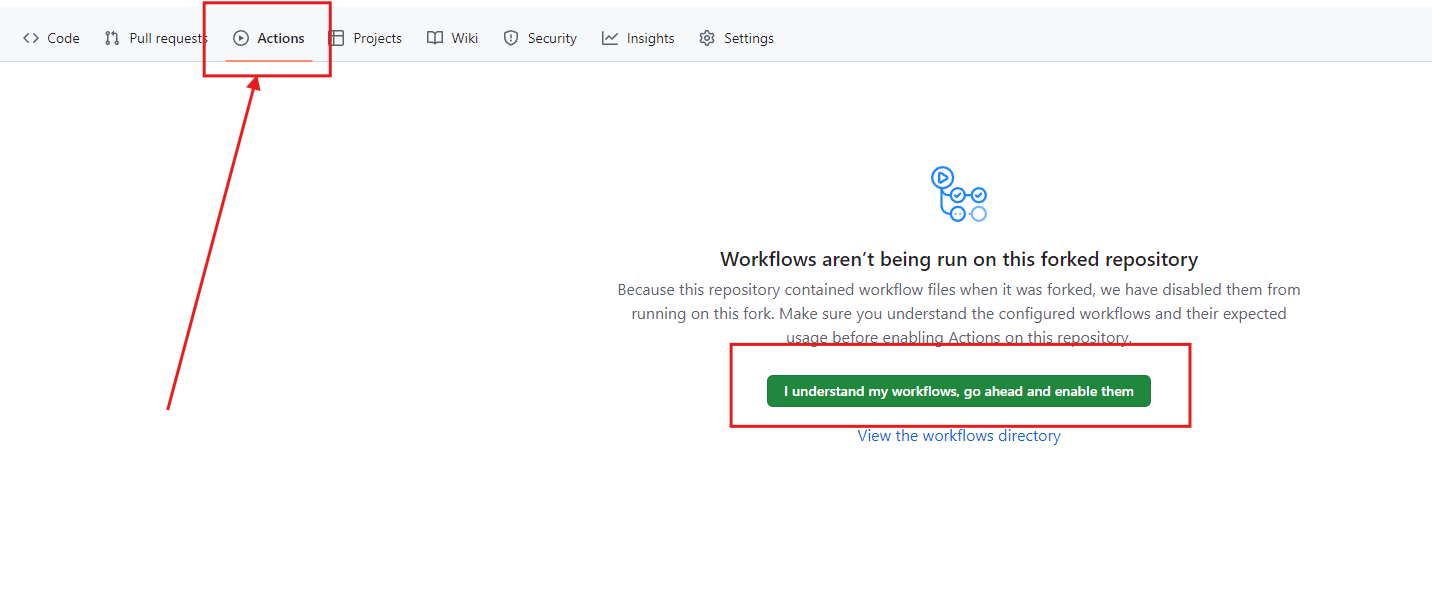 Code Pull requests Actions Projects Wiki Security Insights Settings
Workflows aren't being run on this forked repository
Because this repository contained workflow files when it was forked, we have disabled them from
running on this fork. Make sure you understand the configured workflows and their expected
usage before enabling Actions on this repository.
I understand my workflows, go ahead and enable them
View the workflows directory